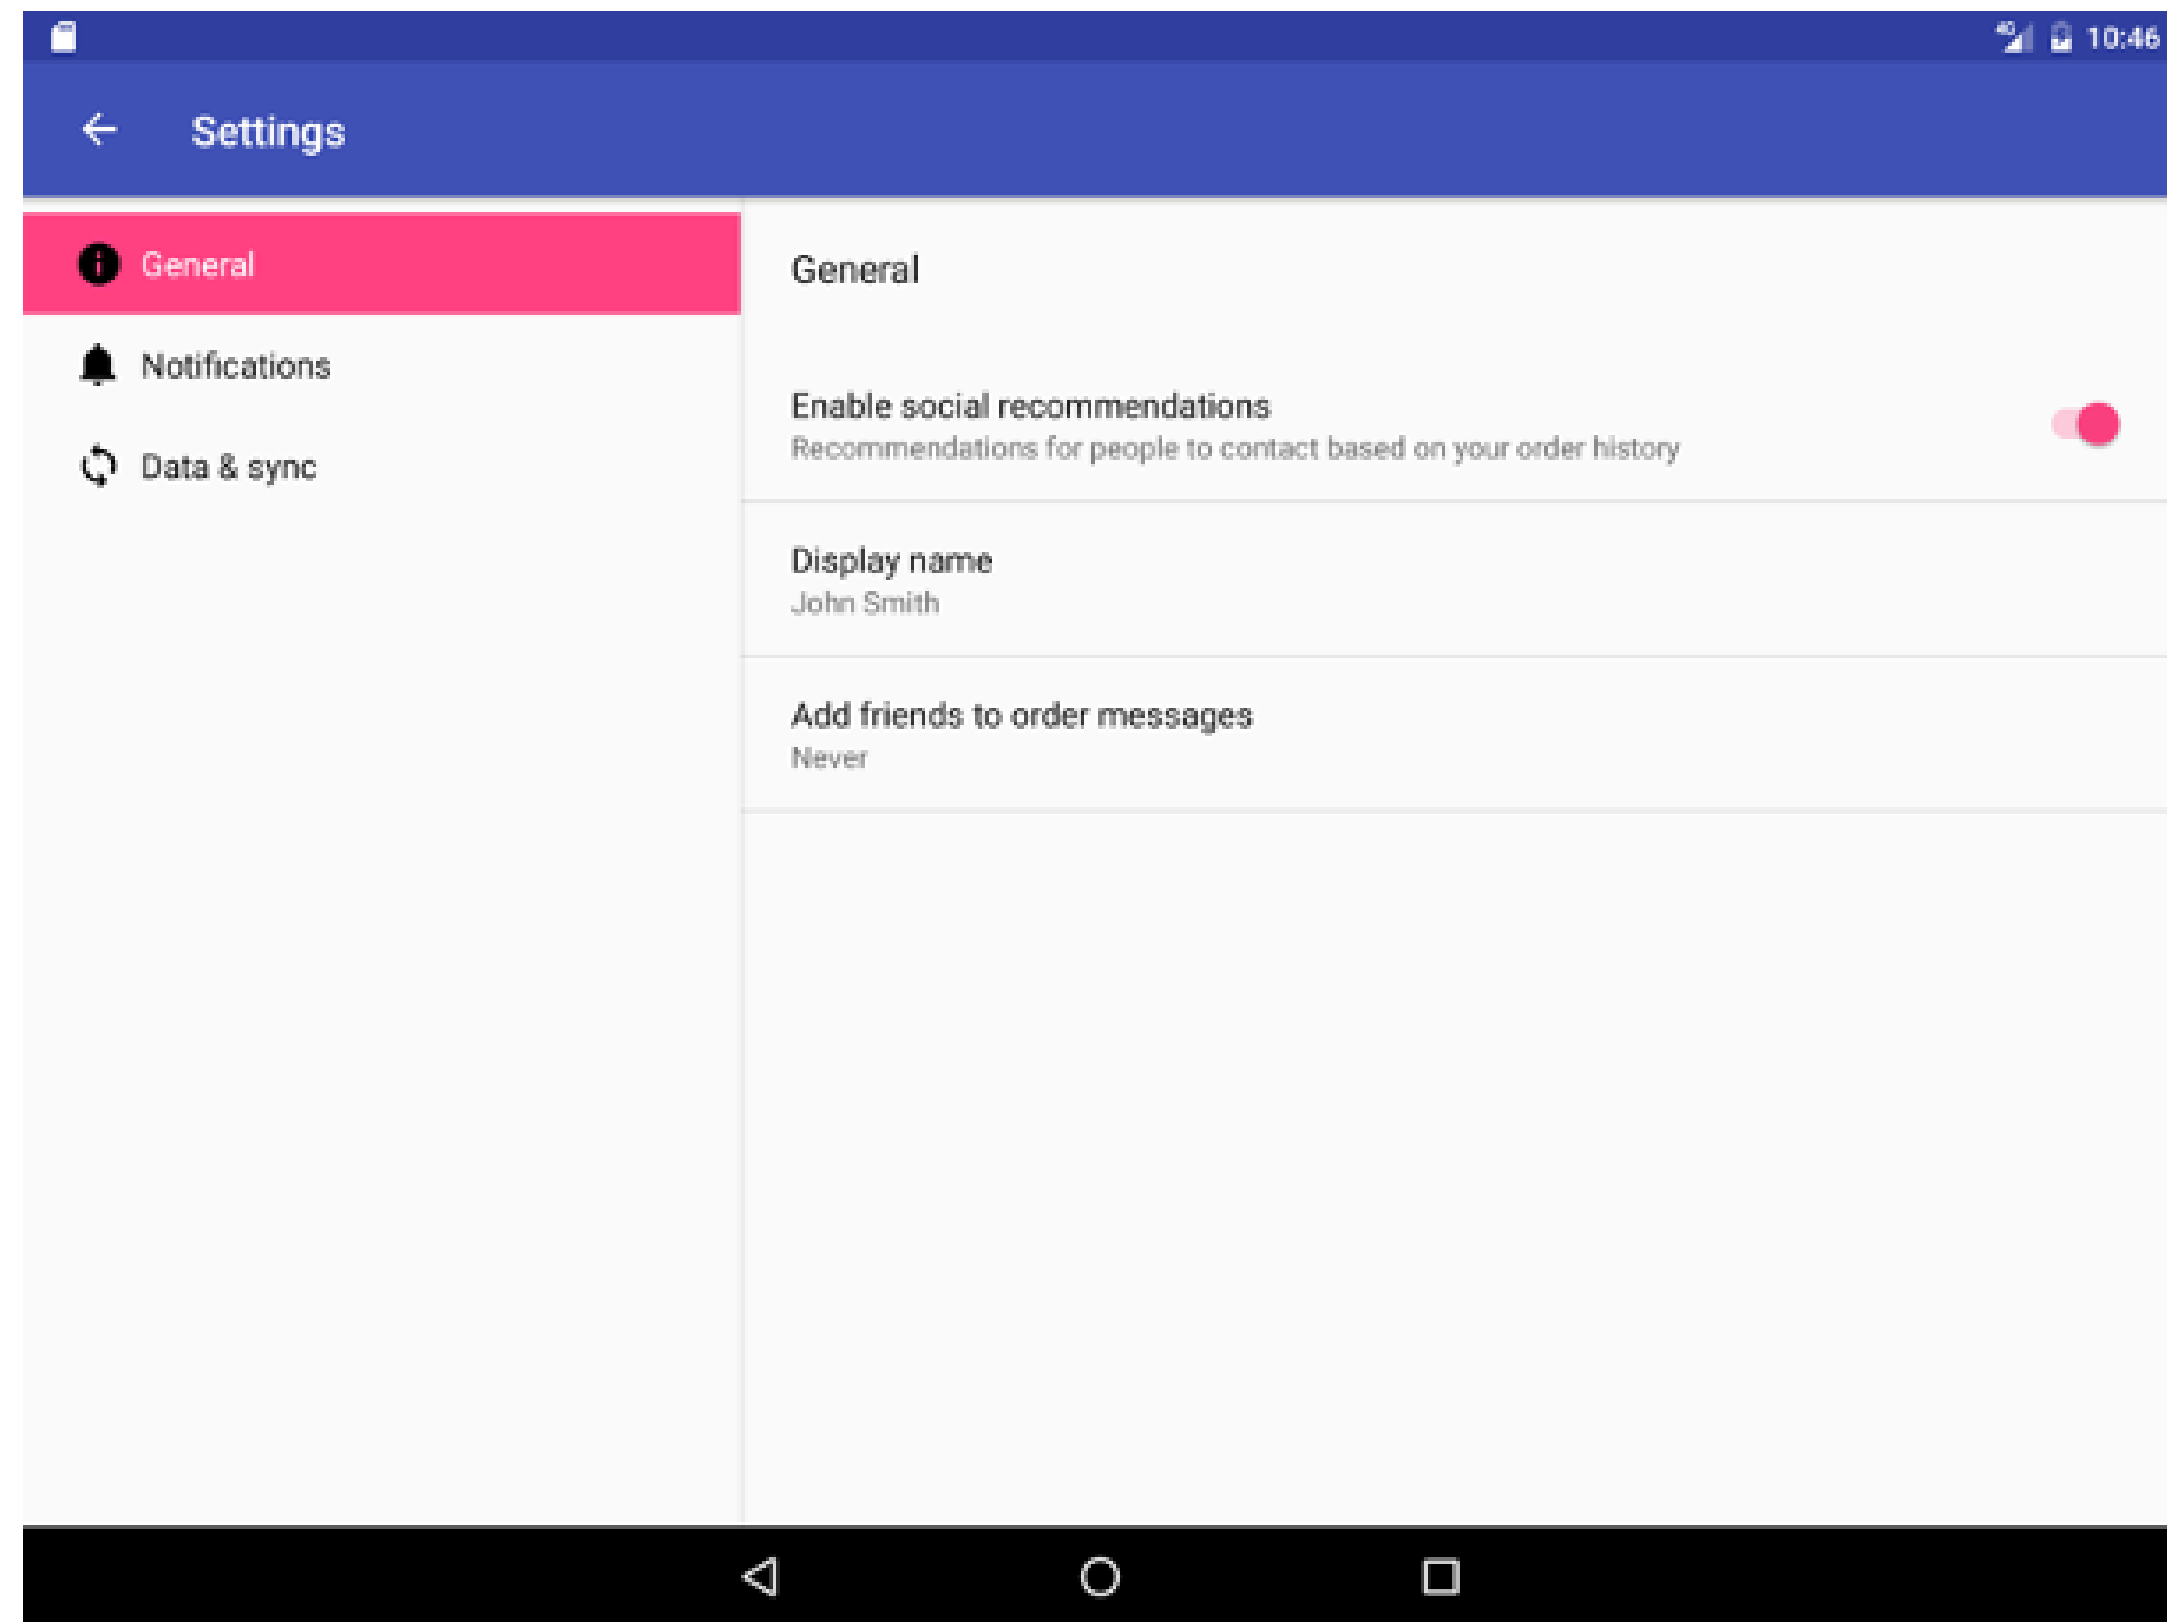 4G 10:46
Settings
General
Notifications
Data & sync
General
Enable social recommendations
Recommendations for people to contact based on your order history
Display name
John Smith
Add friends to order messages
Never